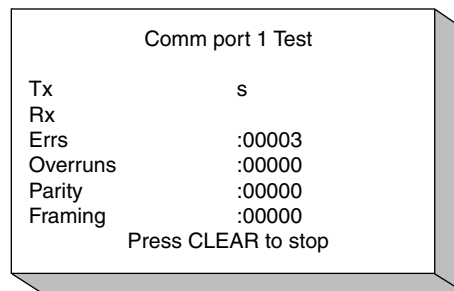 Comm port 1 Test
Tx s
Rx
Errs :00003
Overruns :00000
Parity :00000
Framing :00000
Press CLEAR to stop